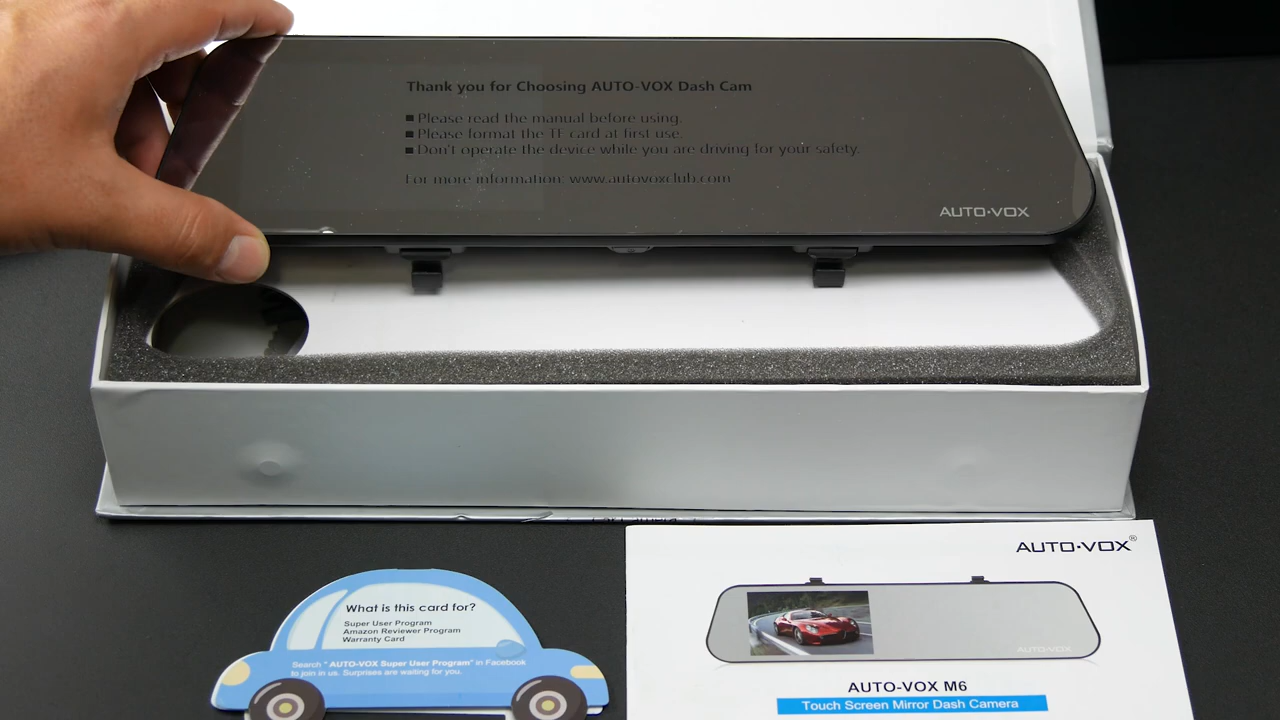 Thank you for Choosing AUTO-VOX Dash Cam
■ Please read the manual before using.
■ Please format the TF card at first use.
■ Don't operate the device while you are driving for your safety.
For more information: www.autovoxclub.com
AUTO·VOX
What is this card for?
Super User Program
Amazon Reviewer Program
Warranty Card
Search " AUTO-VOX Super User Program" in Facebook
to join in us. Surprises are waiting for you.
AUTO·VOX®
AUTO·VOX
AUTO-VOX M6
Touch Screen Mirror Dash Camera